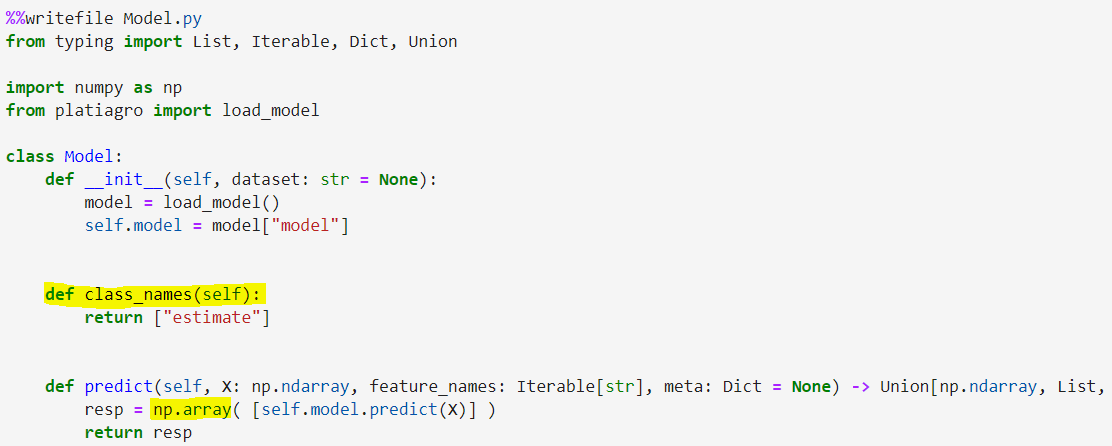 %%writefile Model.py
from typing import List, Iterable, Dict, Union
import numpy as np
from platiagro import load_model
class Model:
def __init__(self, dataset: str = None):
model = load_model()
self.model = model["model"]
def class_names(self):
return ["estimate"]
def predict(self, X: np.ndarray, feature_names: Iterable[str], meta: Dict = None) -> Union[np.ndarray, List,
resp = np.array( [self.model.predict(X)] )
return resp